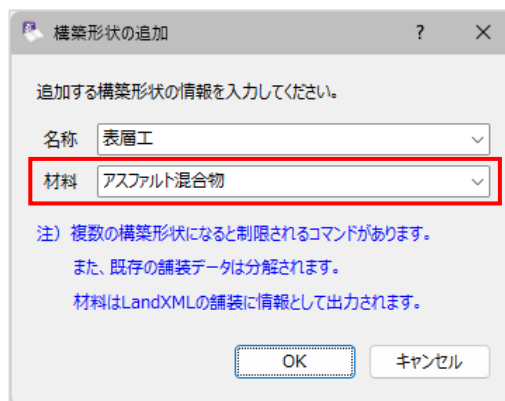 構築形状の追加 ?
追加する構築形状の情報を入力してください。
名称 表層工
材料 アスファルト混合物
注）複数の構築形状になると制限されるコマンドがあります。
また、既存の舗装データは分解されます。
材料はLandXMLの舗装に情報として出力されます。
OK キャンセル